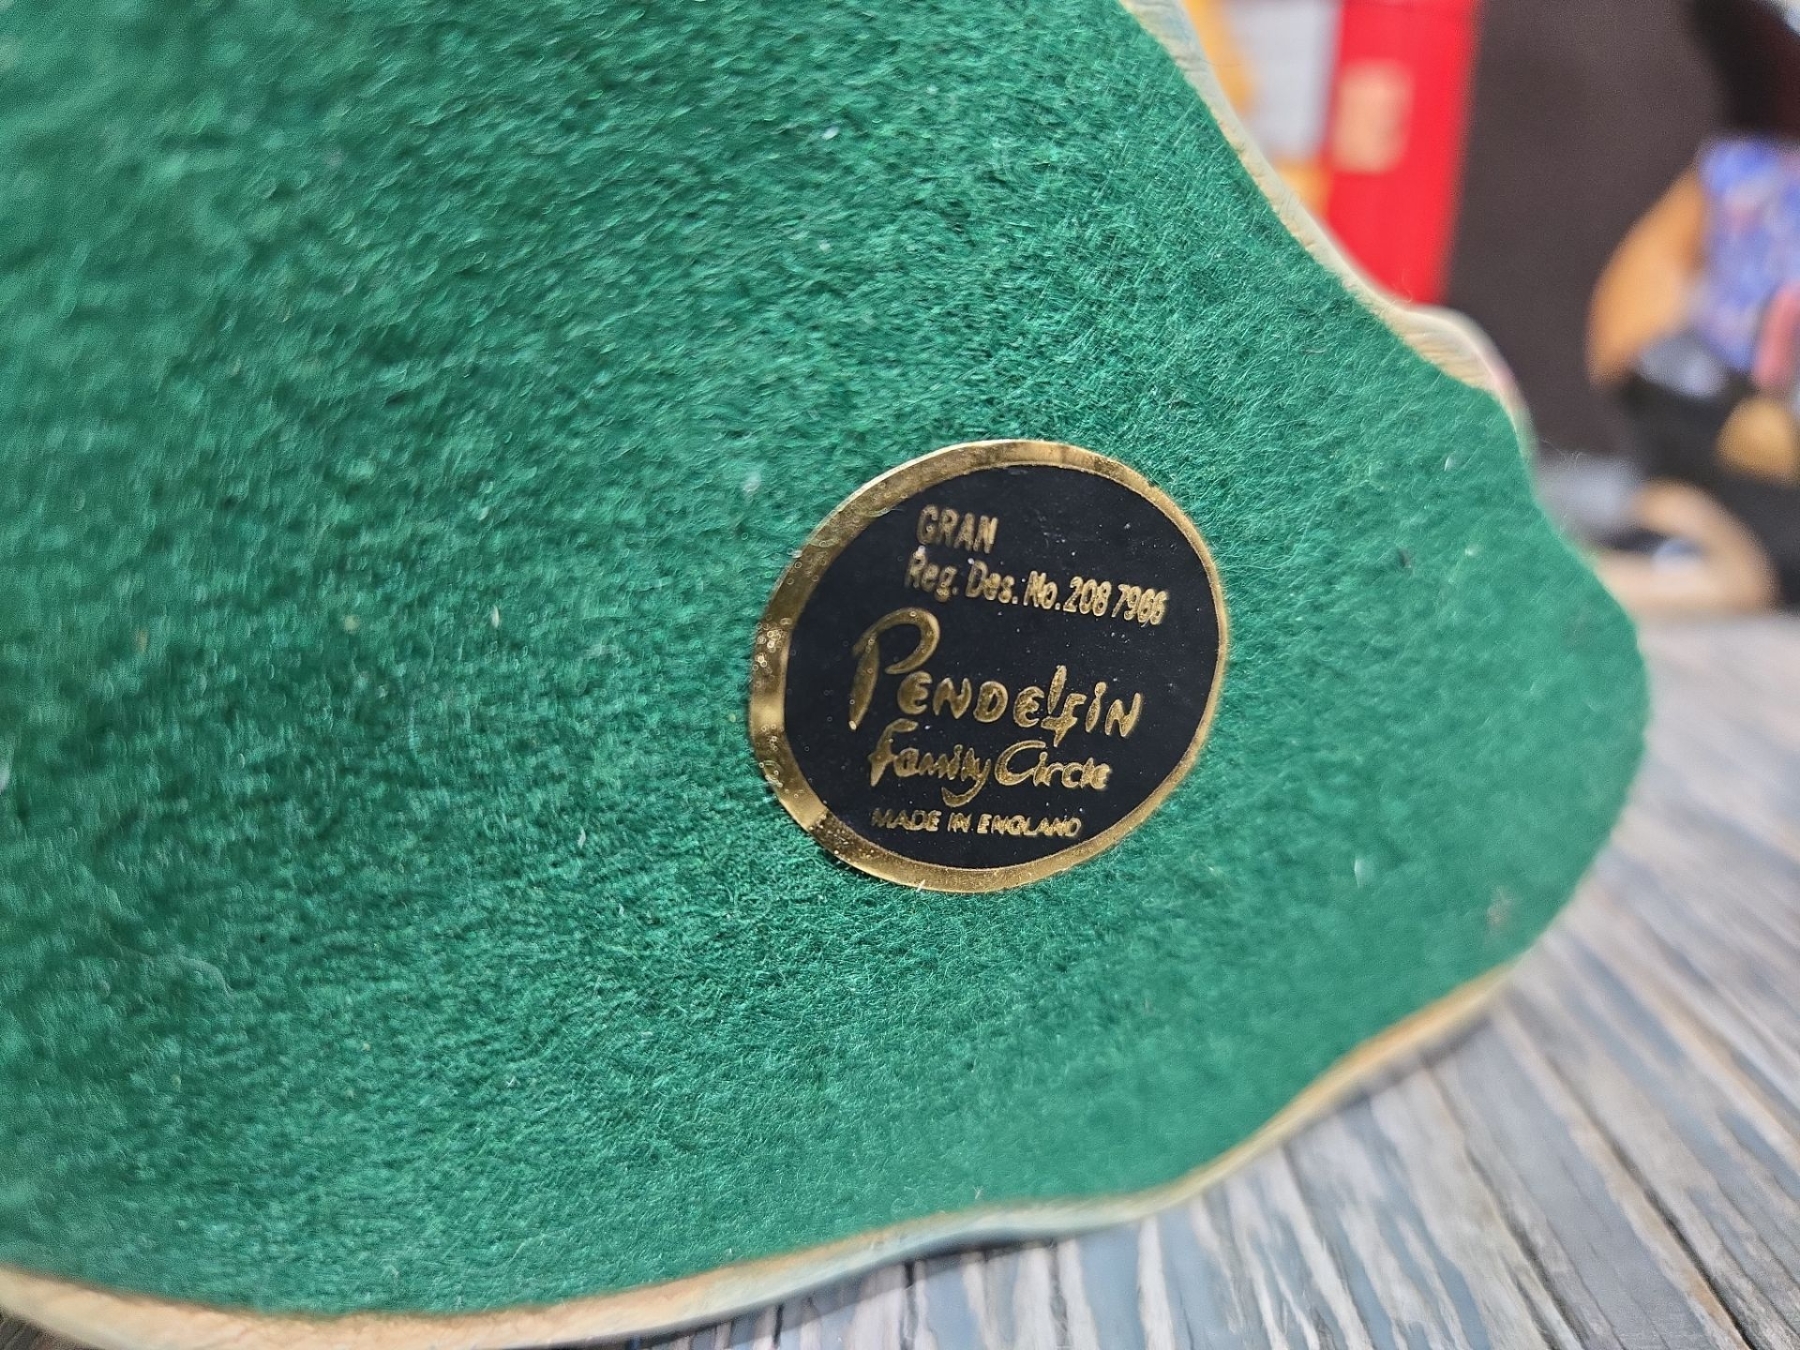 GRAN
Reg. Des. No. 208 7966
PENDELFIN
Family Circle
MADE IN ENGLAND